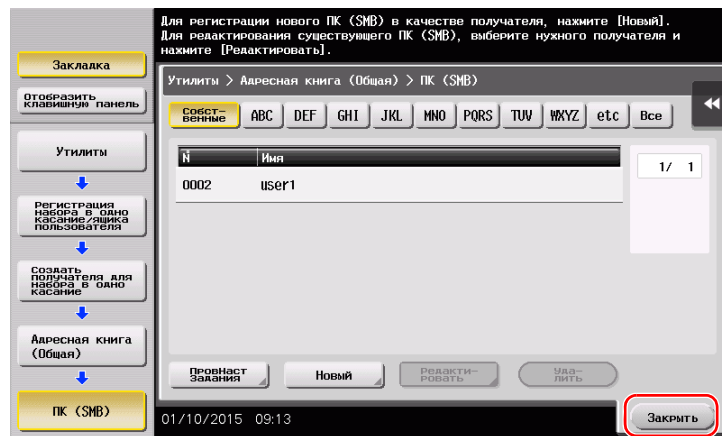 Для регистрации нового ПК (SMB) в качестве получателя, нажмите [Новый].
Для редактирования существующего ПК (SMB), выберите нужного получателя и
нажмите [Редактировать].
Закладка
Отобразить
клавишную панель
Утилиты
Регистрация
набора в одно
касание/ящика
пользователя
Создать
получателя для
набора в одно
касание
Адресная книга
(Общая)
ПК (SMB)
Утилиты > Адресная книга (Общая) > ПК (SMB)
Собст-
венные
ABC
DEF
GHI
JKL
MNO
PQRS
TUV
WXYZ
etc
Все
N
Имя
1/ 1
0002
user1
ПровНаст
Задания
Новый
Редакти-
ровать
Уда-
лить
01/10/2015 09:13
Закрыть